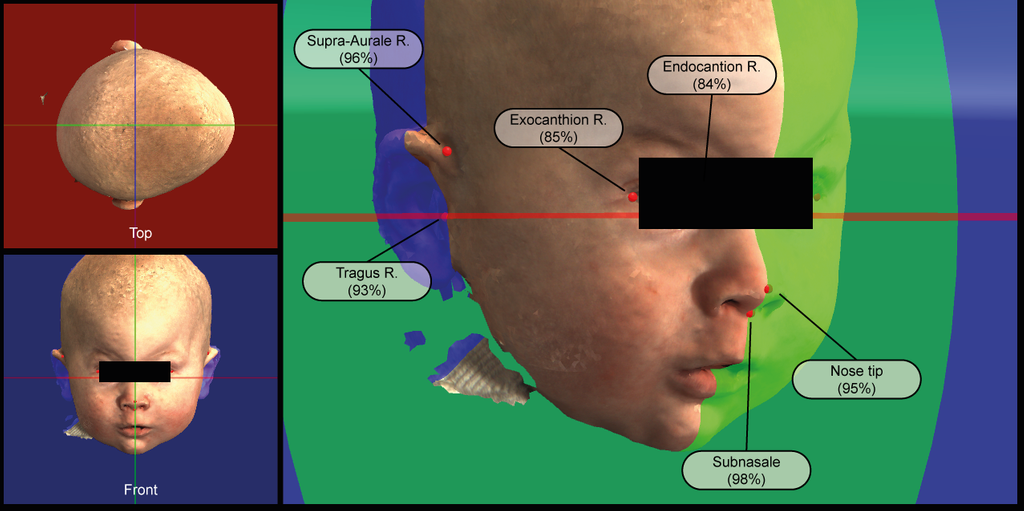 Top
Front
Supra-Aurale R.
(96%)
Endocantion R.
(84%)
Exocanthion R.
(85%)
Tragus R.
(93%)
Nose tip
(95%)
Subnasale
(98%)